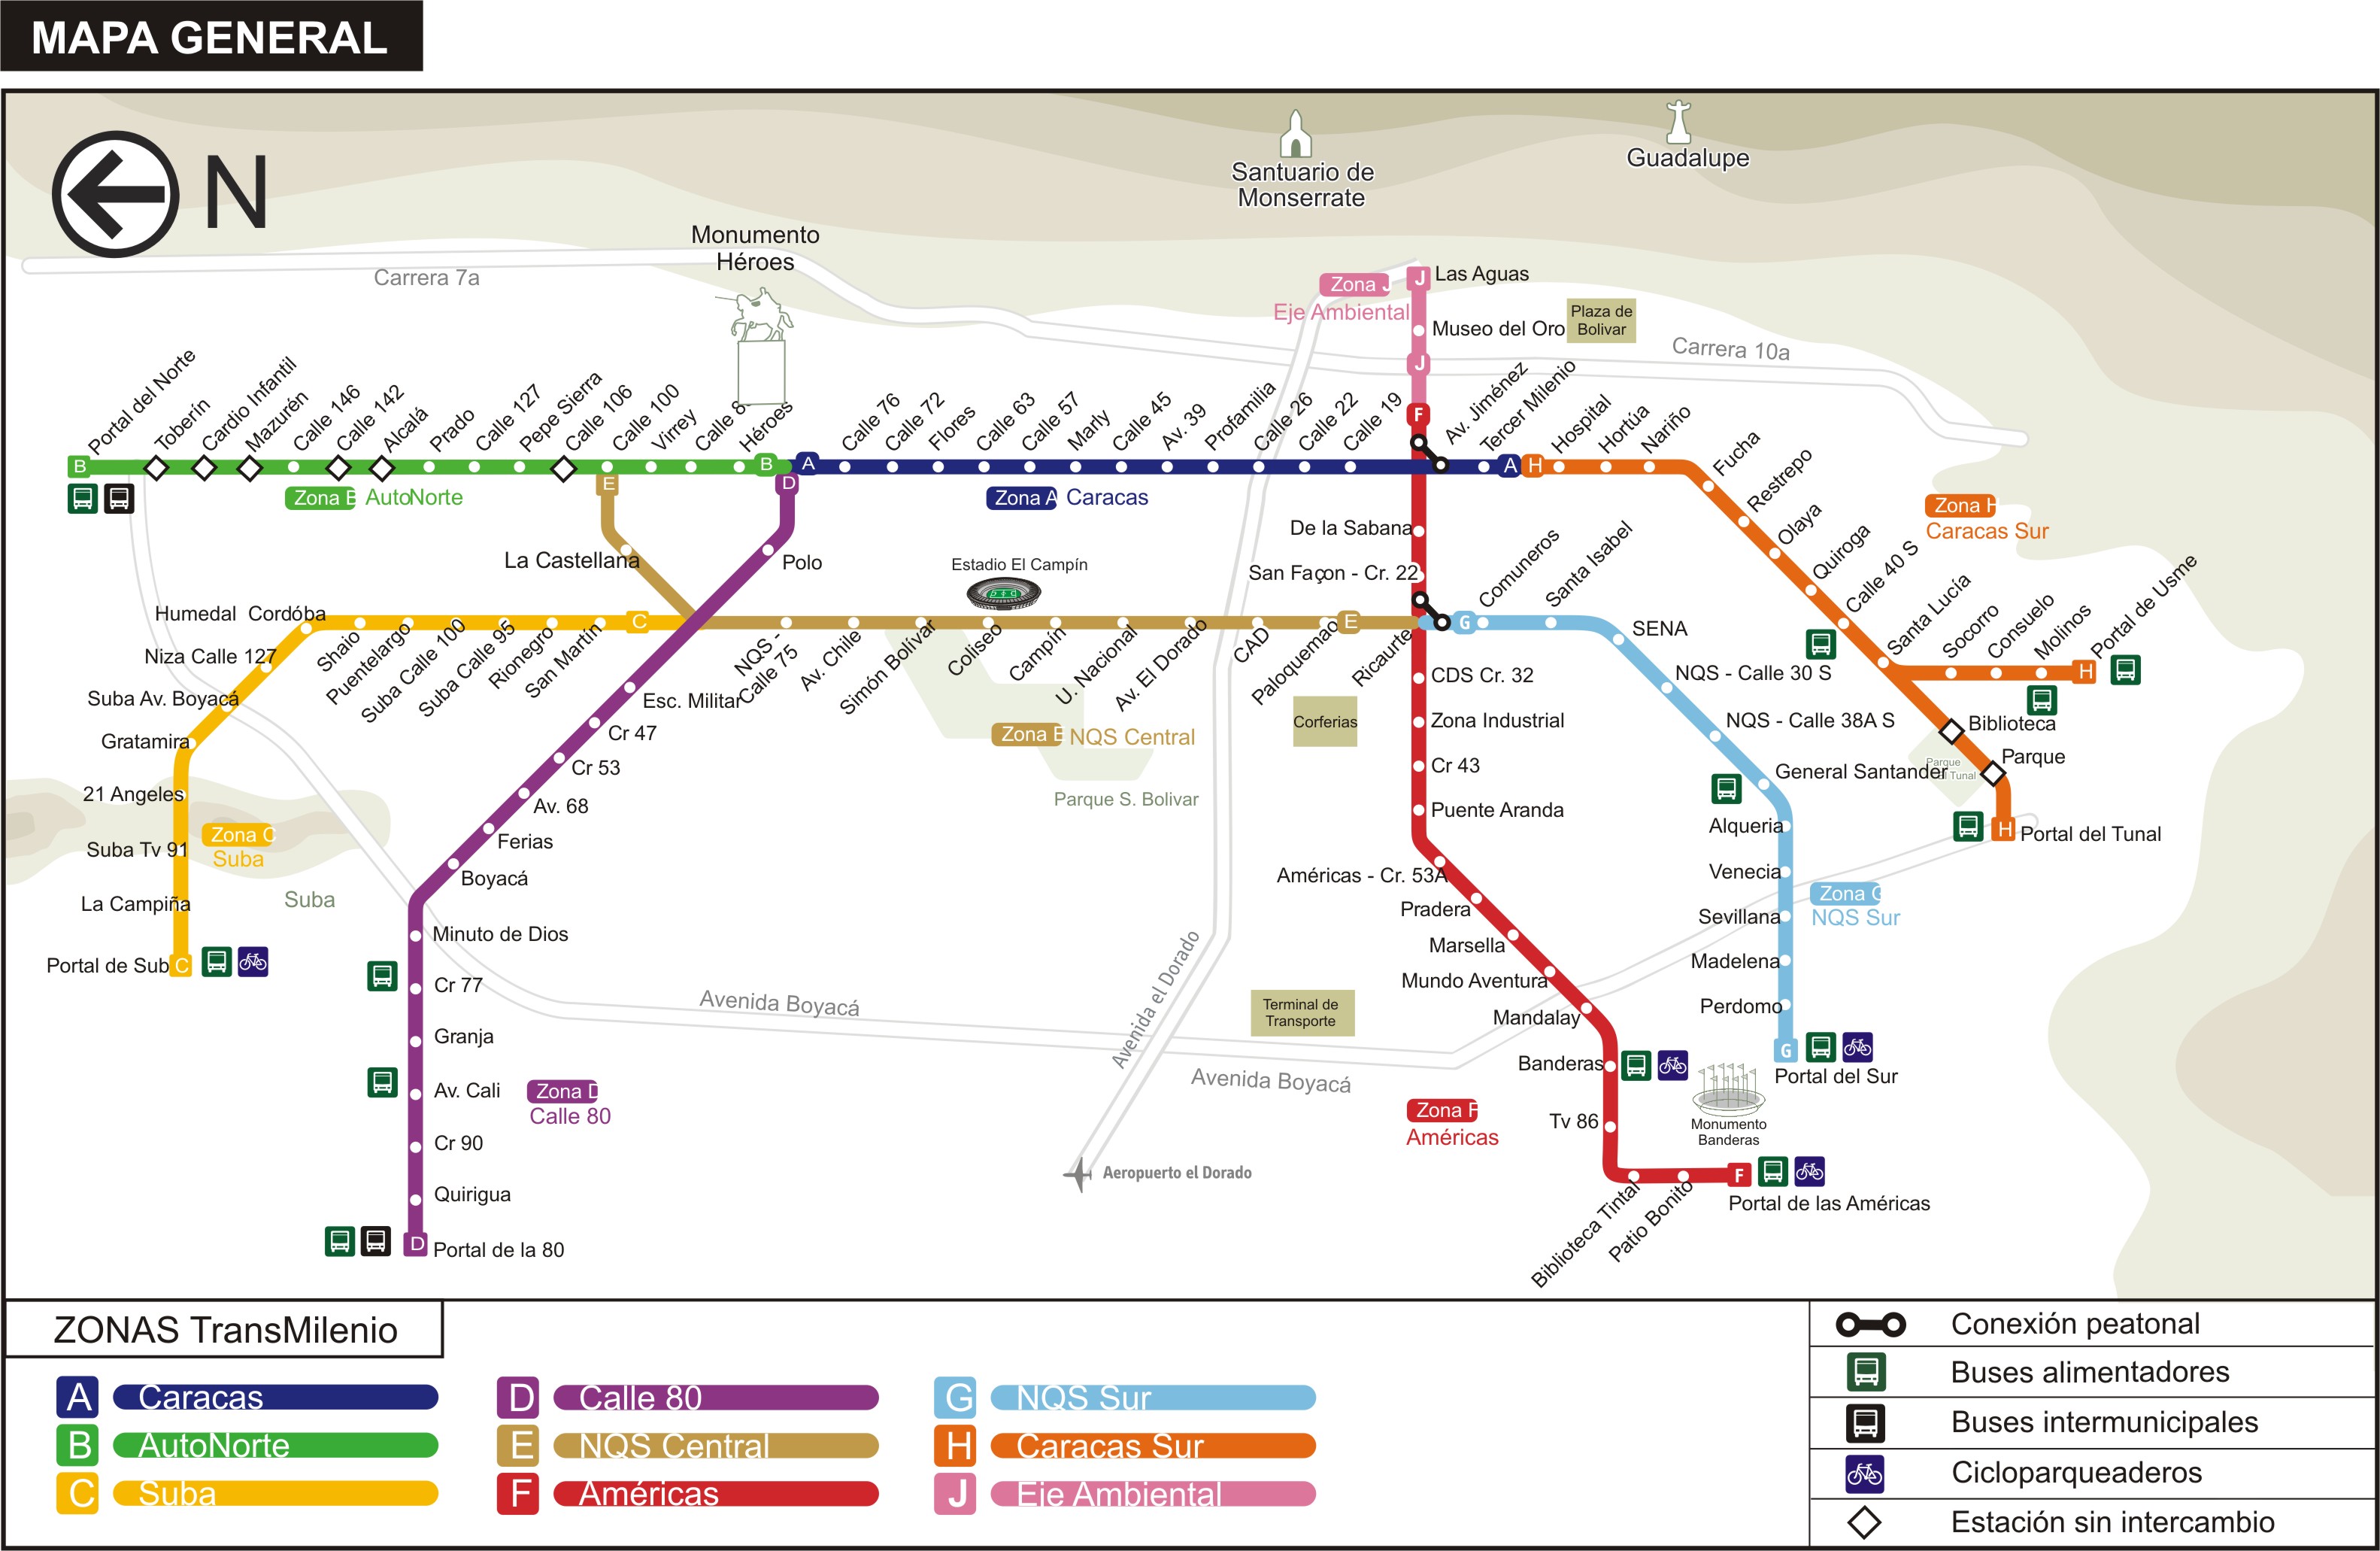 MAPA GENERAL
N
Santuario de
Monserrate
Guadalupe
Monumento
Héroes
Carrera 7a
Zona J
Eje Ambiental
J
Las Aguas
Museo del Oro
Plaza de
Bolivar
J
Carrera 10a
F
B
Portal del Norte
Toberín
Cardio Infantil
Mazurén
Calle 146
Calle 142
Alcalá
Prado
Calle 127
Pepe Sierra
Calle 106
Calle 100
Virrey
Calle 8
Héroes
B
A
Calle 76
Calle 72
Flores
Calle 63
Calle 57
Marly
Calle 45
Av. 39
Profamilia
Calle 26
Calle 22
Calle 19
Av. Jiménez
Tercer Milenio
A
H
Hospital
Hortúa
Nariño
Fucha
Restrepo
Olaya
Quiroga
Calle 40 S
Santa Lucía
Socorro
Consuelo
Molinos
Portal de Usme
H
Biblioteca
Parque
Parque
Tunal
H
Portal del Tunal
Zona B
AutoNorte
Zona A
Caracas
Zona H
Caracas Sur
E
D
La Castellana
Polo
Estadio El Campín
De la Sabana
San Façon - Cr. 22
Comuneros
Santa Isabel
Humedal Cordóba
C
E
G
SENA
Niza Calle 127
Shaio
Puentelargo
Suba Calle 100
Suba Calle 95
Rionegro
San Martín
NQS -
Calle 75
Av. Chile
Simón Bolívar
Coliseo
Campín
U. Nacional
Av. El Dorado
CAD
Paloquemao
Ricaurte
CDS Cr. 32
NQS - Calle 30 S
Suba Av. Boyacá
Esc. Militar
Corferias
Zona Industrial
NQS - Calle 38A S
Gratamira
Cr 47
Zona E
NQS Central
Cr 43
General Santander
21 Angeles
Cr 53
Parque S. Bolivar
Av. 68
Puente Aranda
Alqueria
Zona C
Suba
Suba Tv 91
Ferias
Venecia
Boyacá
Américas - Cr. 53A
Zona G
NQS Sur
La Campiña
Suba
Pradera
Sevillana
Minuto de Dios
Marsella
Madelena
Portal de Sub
C
Cr 77
Mundo Aventura
Perdomo
Avenida Boyacá
Avenida el Dorado
Terminal de
Transporte
Mandalay
Granja
Banderas
G
Portal del Sur
Av. Cali
Zona D
Calle 80
Avenida Boyacá
Zona F
Américas
Tv 86
Monumento
Banderas
Cr 90
Aeropuerto el Dorado
Quirigua
F
Portal de las Américas
Biblioteca Tintal
Patio Bonito
D
Portal de la 80
ZONAS TransMilenio
A Caracas
B AutoNorte
C Suba
D Calle 80
E NQS Central
F Américas
G NQS Sur
H Caracas Sur
J Eje Ambiental
Conexión peatonal
Buses alimentadores
Buses intermunicipales
Cicloparqueaderos
Estación sin intercambio